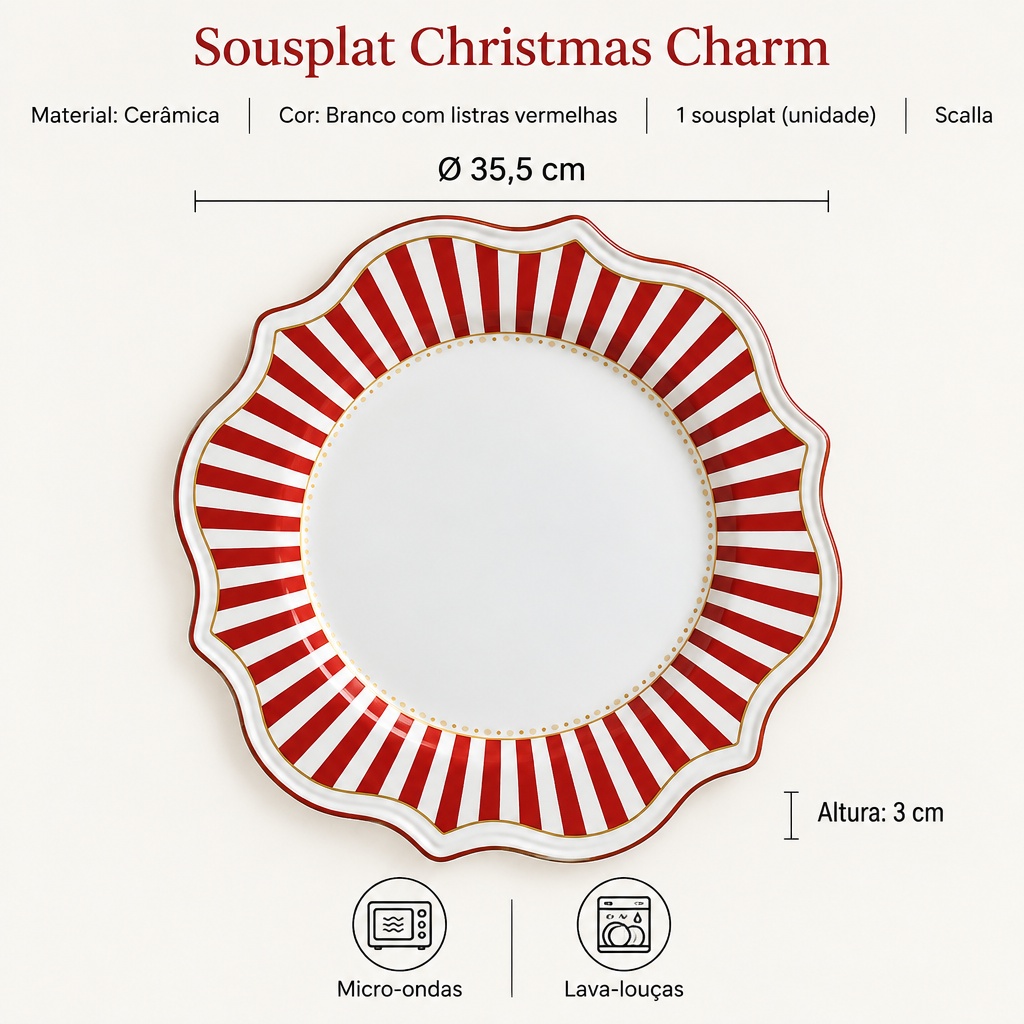 Sousplat Christmas Charm
Material: Cerâmica
Cor: Branco com listras vermelhas
1 sousplat (unidade)
Scalla
Ø 35,5 cm
Altura: 3 cm
Micro-ondas
Lava-louças